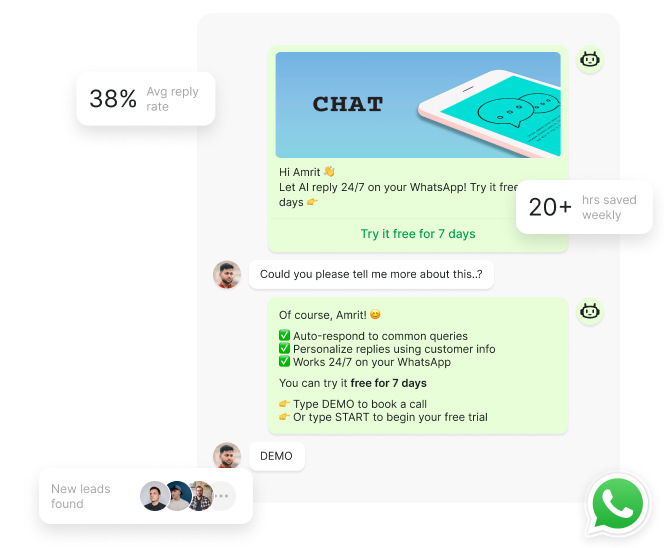 CHAT
38% Avg reply
rate
Hi Amrit 👋
Let AI reply 24/7 on your WhatsApp! Try it free
days 👉
20+ hrs saved
weekly
Try it free for 7 days
Could you please tell me more about this..?
Of course, Amrit! 😊
✅ Auto-respond to common queries
✅ Personalize replies using customer info
✅ Works 24/7 on your WhatsApp
You can try it free for 7 days
👉 Type DEMO to book a call
👉 Or type START to begin your free trial
DEMO
New leads
found